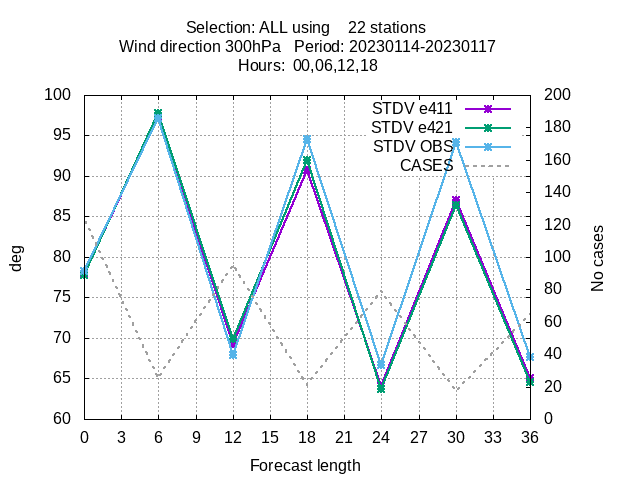 Selection: ALL using    22 stations
Wind direction 300hPa   Period: 20230114-20230117
Hours:  00,06,12,18
STDV e411
STDV e421
STDV OBS
CASES
100
95
90
85
80
75
70
65
60
200
180
160
140
120
100
80
60
40
20
0
deg
No cases
0 3 6 9 12 15 18 21 24 27 30 33 36
Forecast length